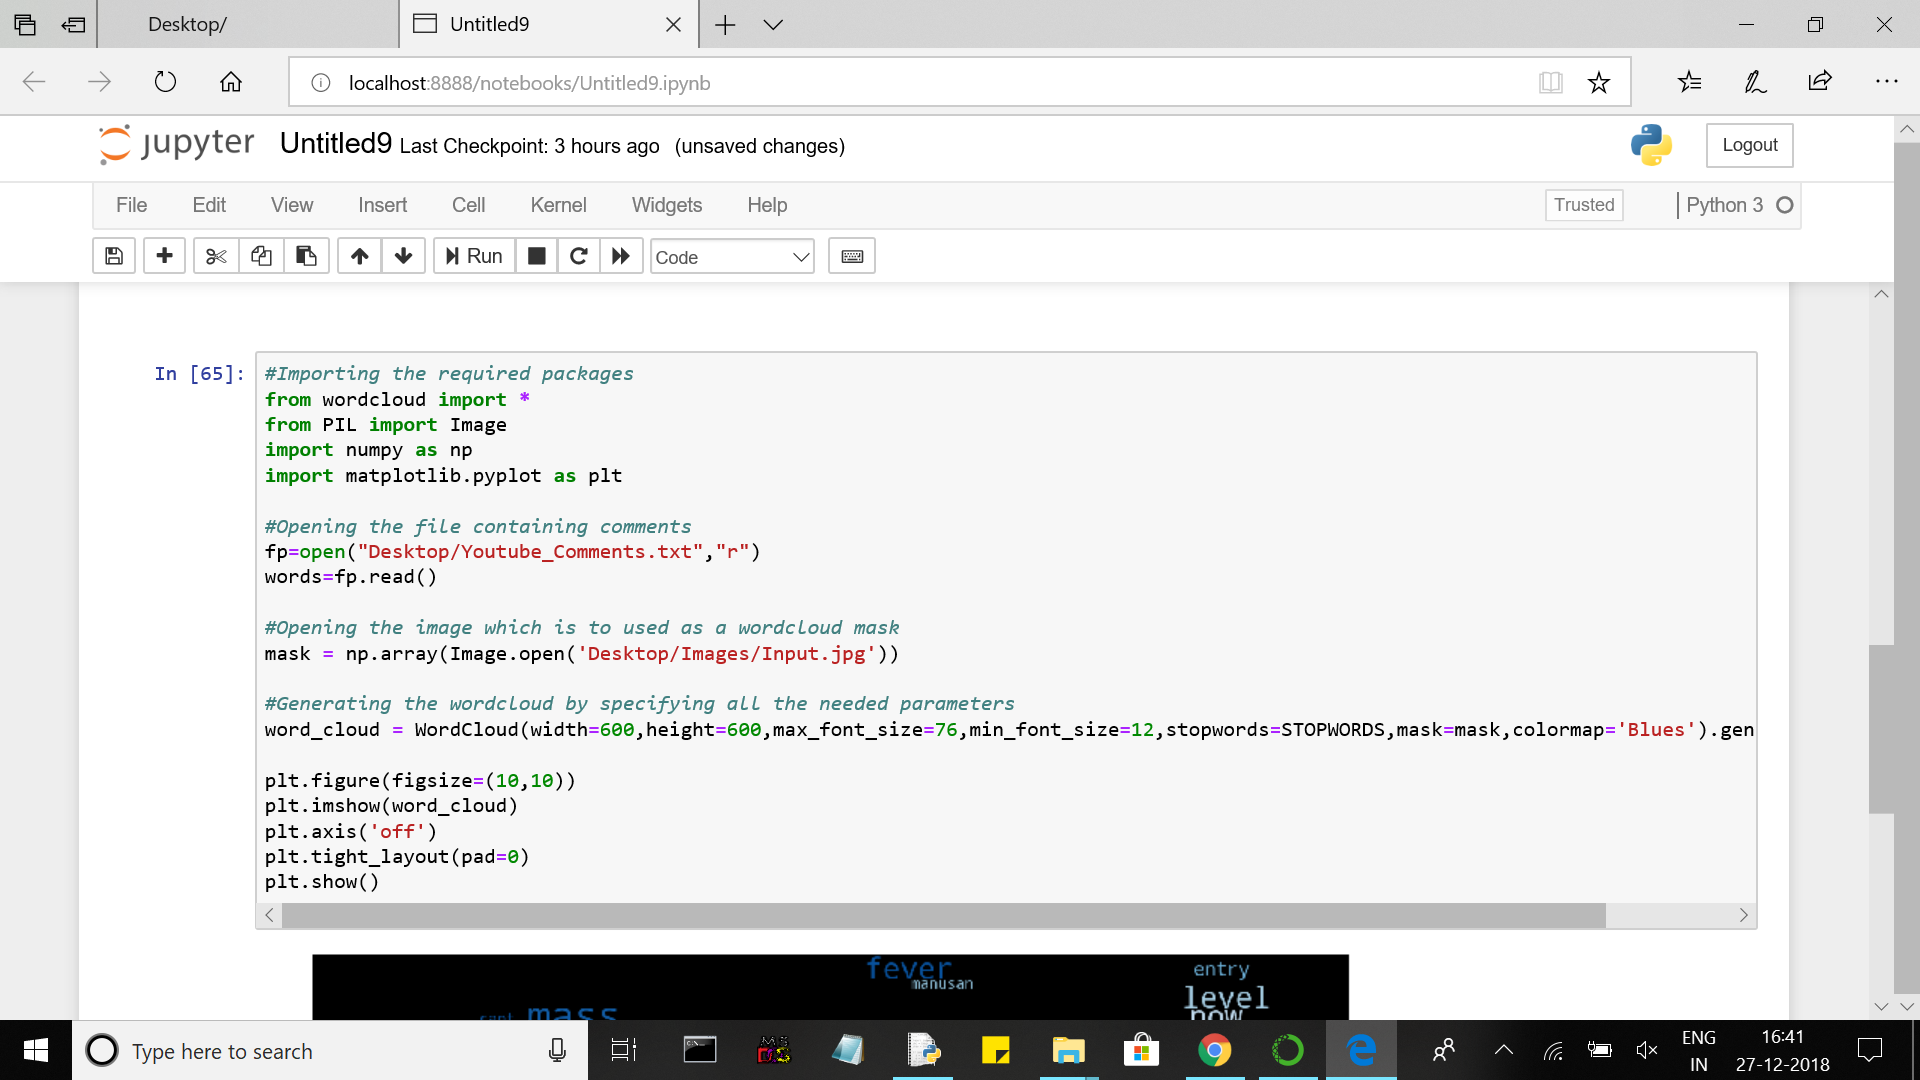 Desktop/
Untitled9
localhost:8888/notebooks/Untitled9.ipynb
jupyter Untitled9 Last Checkpoint: 3 hours ago (unsaved changes)
Logout
File Edit View Insert Cell Kernel Widgets Help
Trusted
Python 3
Run
Code
In [65]:
#Importing the required packages
from wordcloud import *
from PIL import Image
import numpy as np
import matplotlib.pyplot as plt
#Opening the file containing comments
fp=open("Desktop/Youtube_Comments.txt","r")
words=fp.read()
#Opening the image which is to used as a wordcloud mask
mask = np.array(Image.open('Desktop/Images/Input.jpg'))
#Generating the wordcloud by specifying all the needed parameters
word_cloud = WordCloud(width=600,height=600,max_font_size=76,min_font_size=12,stopwords=STOPWORDS,mask=mask,colormap='Blues').gen
plt.figure(figsize=(10,10))
plt.imshow(word_cloud)
plt.axis('off')
plt.tight_layout(pad=0)
plt.show()
fever
manusan
entry
level
mass
now
Type here to search
ENG
IN
16:41
27-12-2018